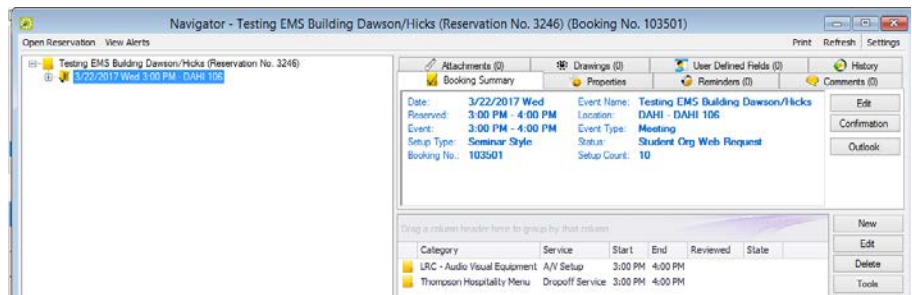 Navigator - Testing EMS Building Dawson/Hicks (Reservation No. 3246) (Booking No. 103501)
Open Reservation View Alerts Print Refresh Settings
Testing EMS Building Dawson/Hicks (Reservation No. 3246)
3/22/2017 Wed 3:00 PM - DAHI 106
Attachments (0) Drawings (0) User Defined Fields (0) History
Booking Summary Properties Reminders (0) Comments (0)
Date: 3/22/2017 Wed Event Name: Testing EMS Building Dawson/Hicks
Reserved: 3:00 PM - 4:00 PM Location: DAHI - DAHI 106
Event: 3:00 PM - 4:00 PM Event Type: Meeting
Setup Type: Seminar Style Status: Student Org Web Request
Booking No.: 103501 Setup Count: 10
Edit
Confirmation
Outlook
Drag a column header here to group by that column
Category Service Start End Reviewed State
LRC - Audio Visual Equipment A/V Setup 3:00 PM 4:00 PM
Thompson Hospitality Menu Dropoff Service 3:00 PM 4:00 PM
New
Edit
Delete
Tools